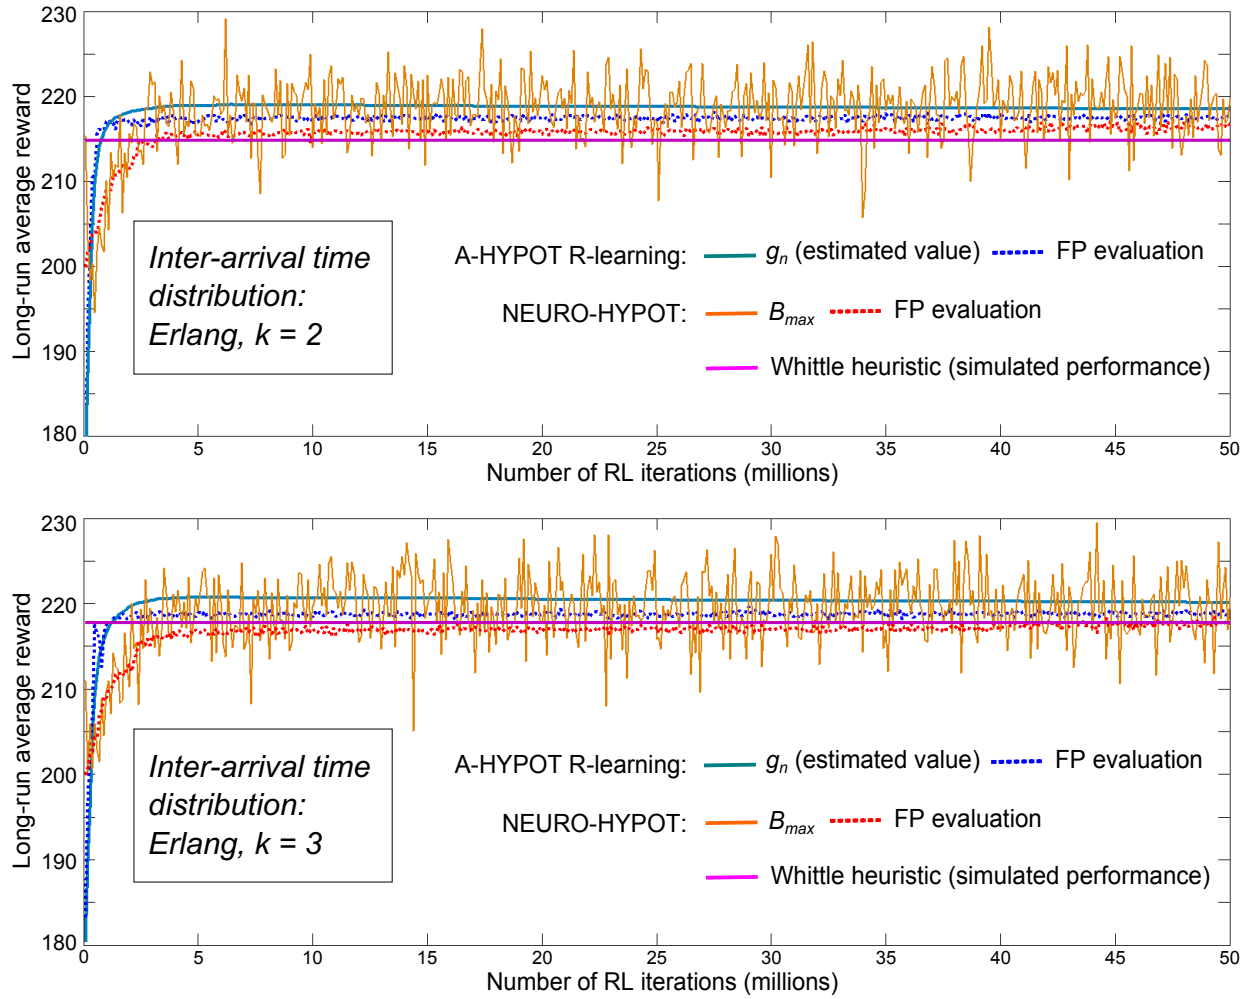 230
220
210
200
190
180
Long-run average reward
Inter-arrival time
distribution:
Erlang, k = 2
A-HYPOT R-learning: gn (estimated value) FP evaluation
NEURO-HYPOT: Bmax FP evaluation
Whittle heuristic (simulated performance)
0 5 10 15 20 25 30 35 40 45 50
Number of RL iterations (millions)
230
220
210
200
190
180
Long-run average reward
Inter-arrival time
distribution:
Erlang, k = 3
A-HYPOT R-learning: gn (estimated value) FP evaluation
NEURO-HYPOT: Bmax FP evaluation
Whittle heuristic (simulated performance)
0 5 10 15 20 25 30 35 40 45 50
Number of RL iterations (millions)